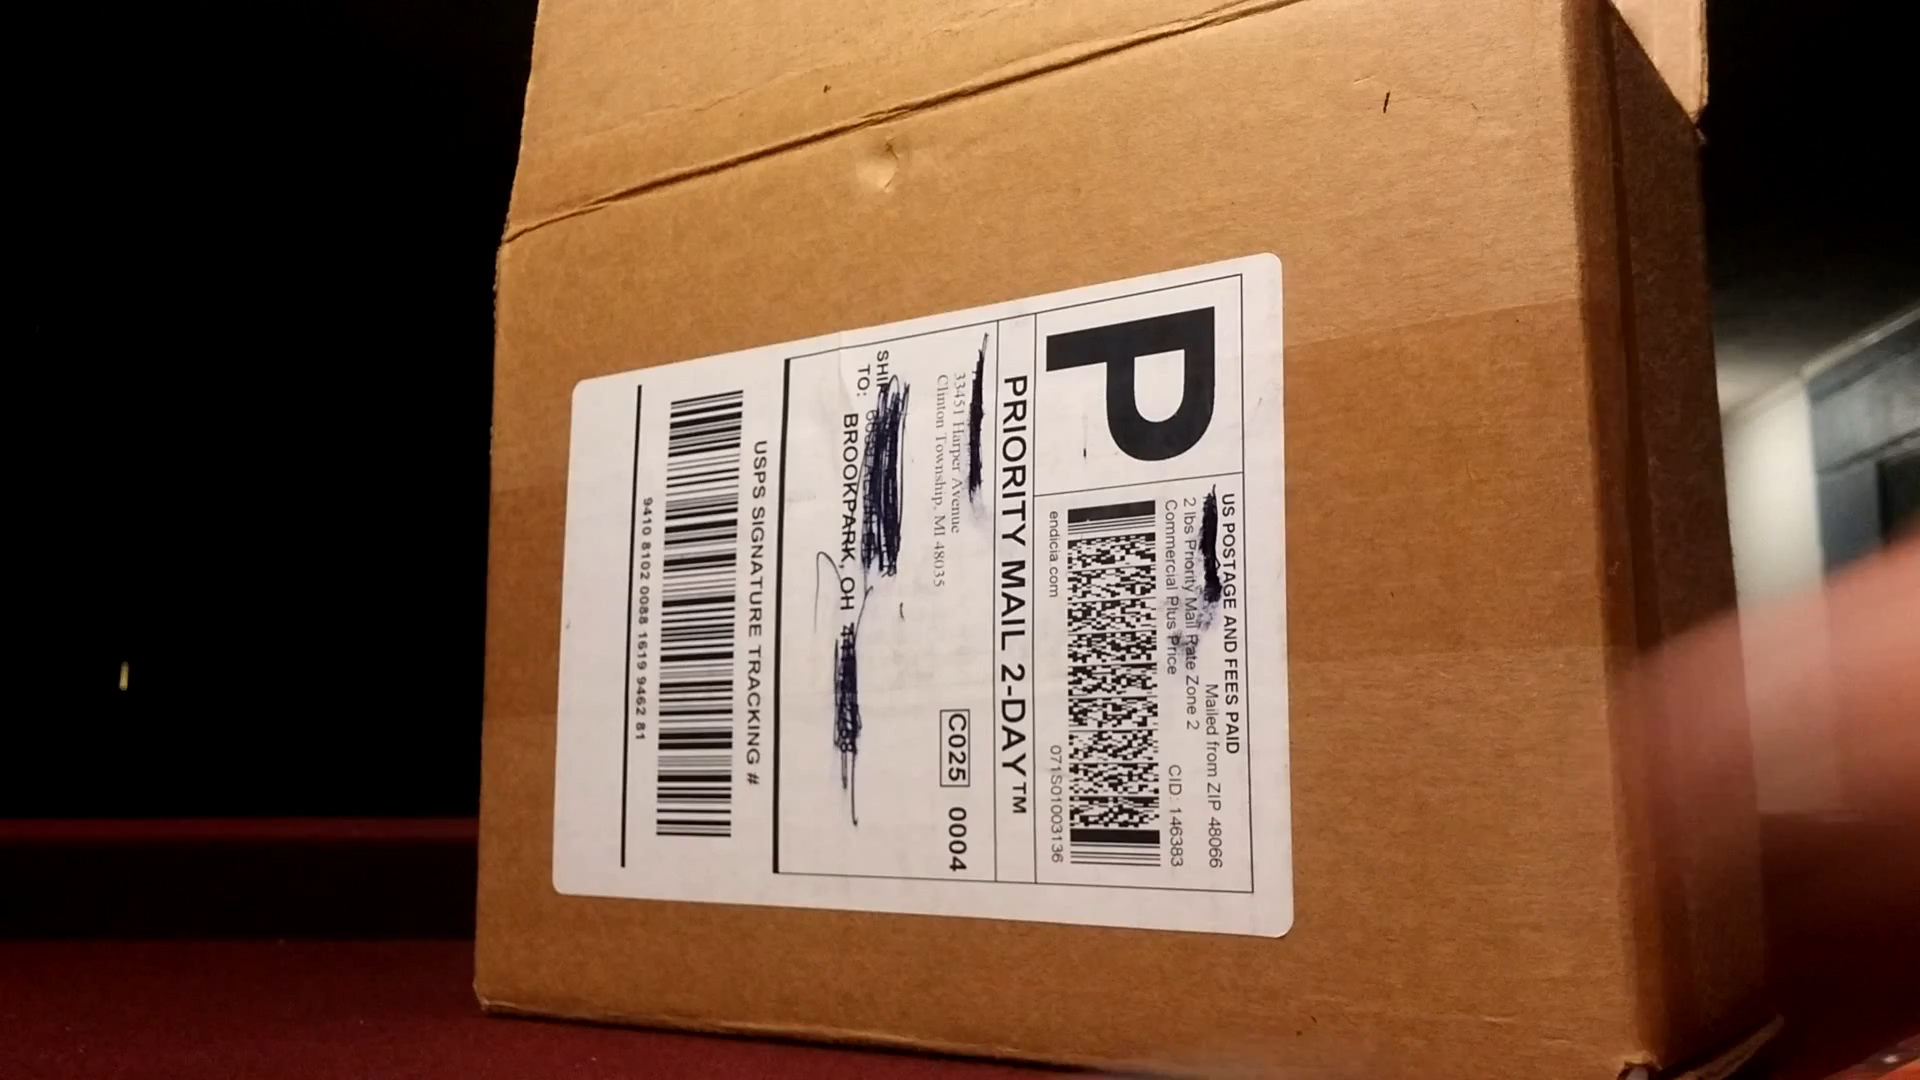 P
US POSTAGE AND FEES PAID
Mailed from ZIP 48066
2 lbs Priority Mail Rate Zone 2
Commercial Plus Price
CID: 146383
endicia.com
071S01003136
PRIORITY MAIL 2-DAY™
33451 Harper Avenue
Clinton Township, MI 48035
C025 0004
SHIP
TO:
BROOKPARK, OH
USPS SIGNATURE TRACKING #
9410 8102 0088 1619 9462 81